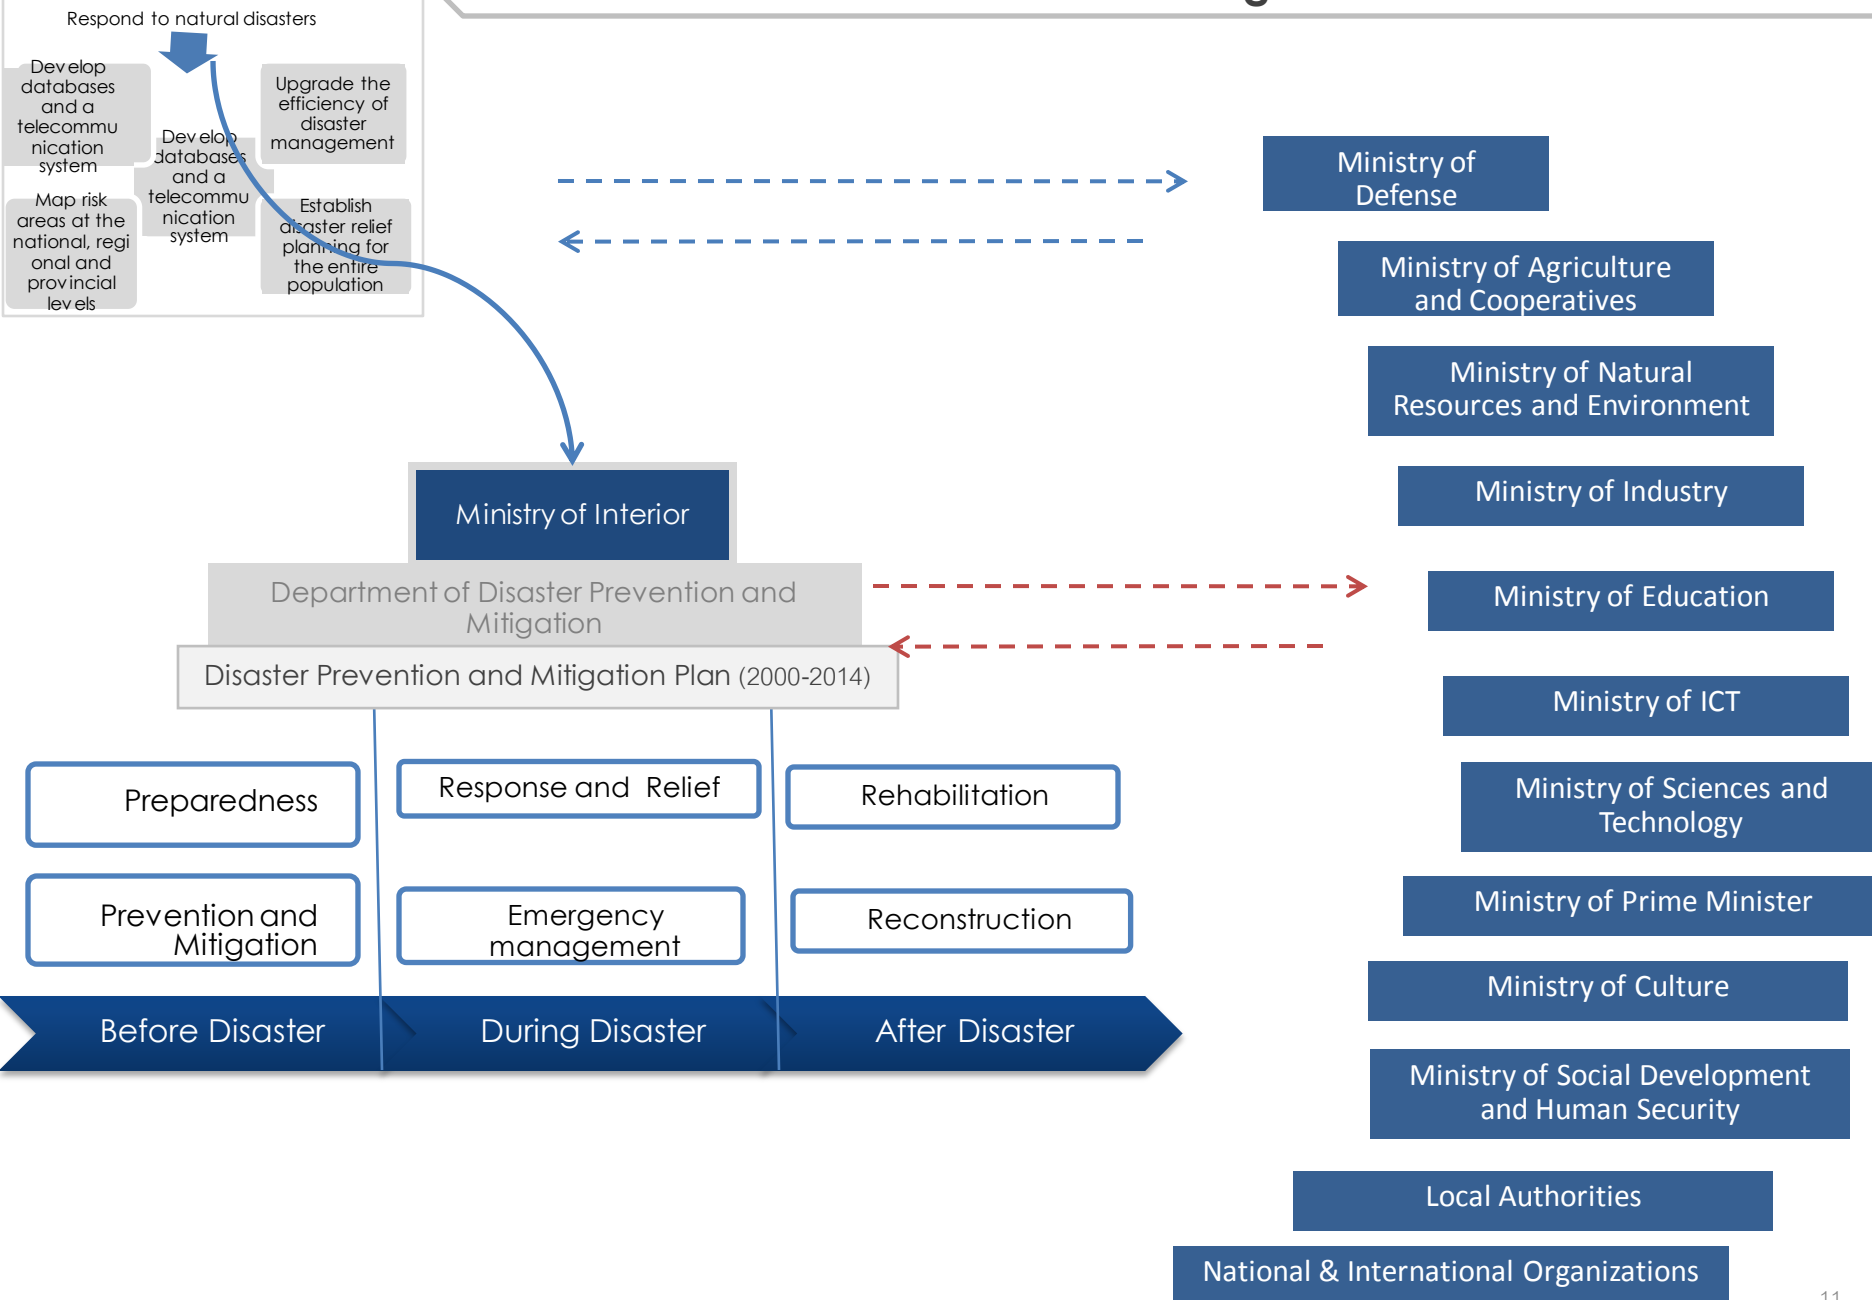 Respond to natural disasters
Develop
databases
and a
telecommu
nication
system
Upgrade the
efficiency of
disaster
management
Develop
databases
and a
telecommu
nication
system
Map risk
areas at the
national, regi
onal and
provincial
levels
Establish
disaster relief
planning for
the entire
population
Ministry of Interior
Department of Disaster Prevention and
Mitigation
Disaster Prevention and Mitigation Plan (2000-2014)
Preparedness
Response and Relief
Rehabilitation
Prevention and
Mitigation
Emergency
management
Reconstruction
Before Disaster
During Disaster
After Disaster
Ministry of
Defense
Ministry of Agriculture
and Cooperatives
Ministry of Natural
Resources and Environment
Ministry of Industry
Ministry of Education
Ministry of ICT
Ministry of Sciences and
Technology
Ministry of Prime Minister
Ministry of Culture
Ministry of Social Development
and Human Security
Local Authorities
National & International Organizations
11